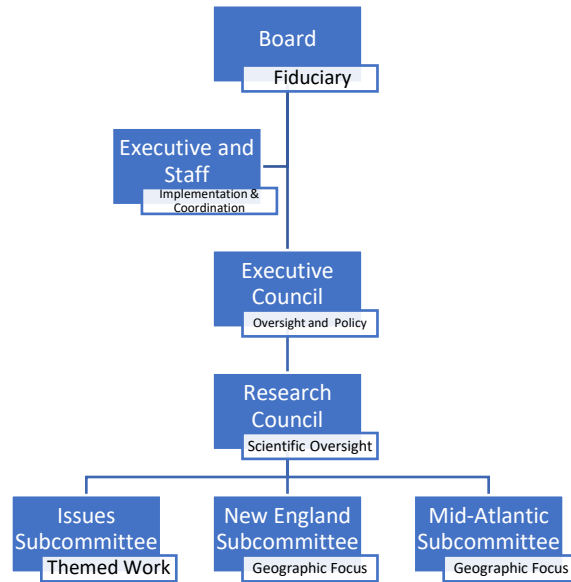 Board
Fiduciary
Executive and
Staff
Implementation &
Coordination
Executive
Council
Oversight and Policy
Research
Council
Scientific Oversight
Issues
Subcommittee
Themed Work
New England
Subcommittee
Geographic Focus
Mid-Atlantic
Subcommittee
Geographic Focus